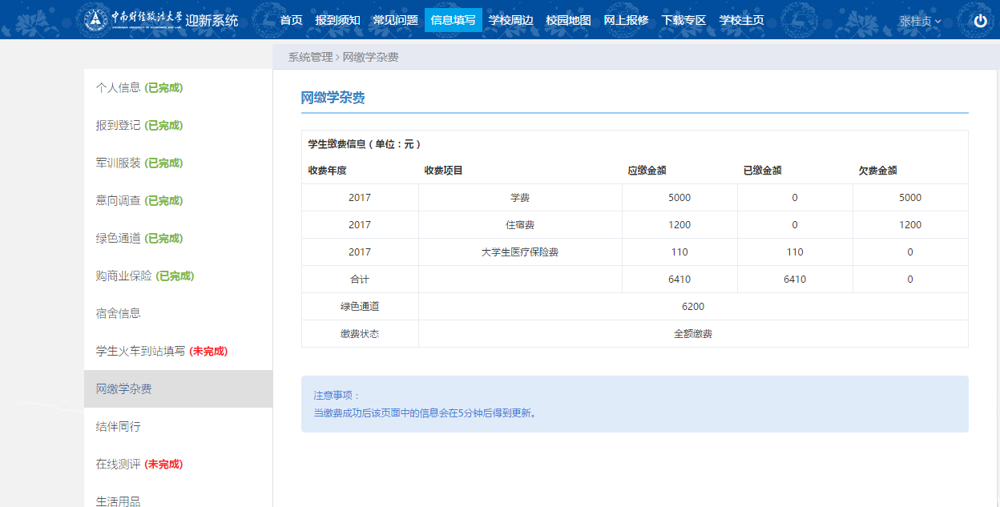 中南财经政法大学 迎新系统 首页 报到须知 常见问题 信息填写 学校周边 校园地图 网上报修 下载专区 学校主页 张柱贞
系统管理 > 网缴学杂费
个人信息 (已完成)
报到登记 (已完成)
军训服装 (已完成)
意向调查 (已完成)
绿色通道 (已完成)
购商业保险 (已完成)
宿舍信息
学生火车到站填写 (未完成)
网缴学杂费
结伴同行
在线测评 (未完成)
生活用品
网缴学杂费
学生缴费信息（单位：元）
收费年度 收费项目 应缴金额 已缴金额 欠费金额
2017 学费 5000 0 5000
2017 住宿费 1200 0 1200
2017 大学生医疗保险费 110 110 0
合计 6410 6410 0
绿色通道 6200
缴费状态 全额缴费
注意事项：
当缴费成功后该页面中的信息会在5分钟后得到更新。